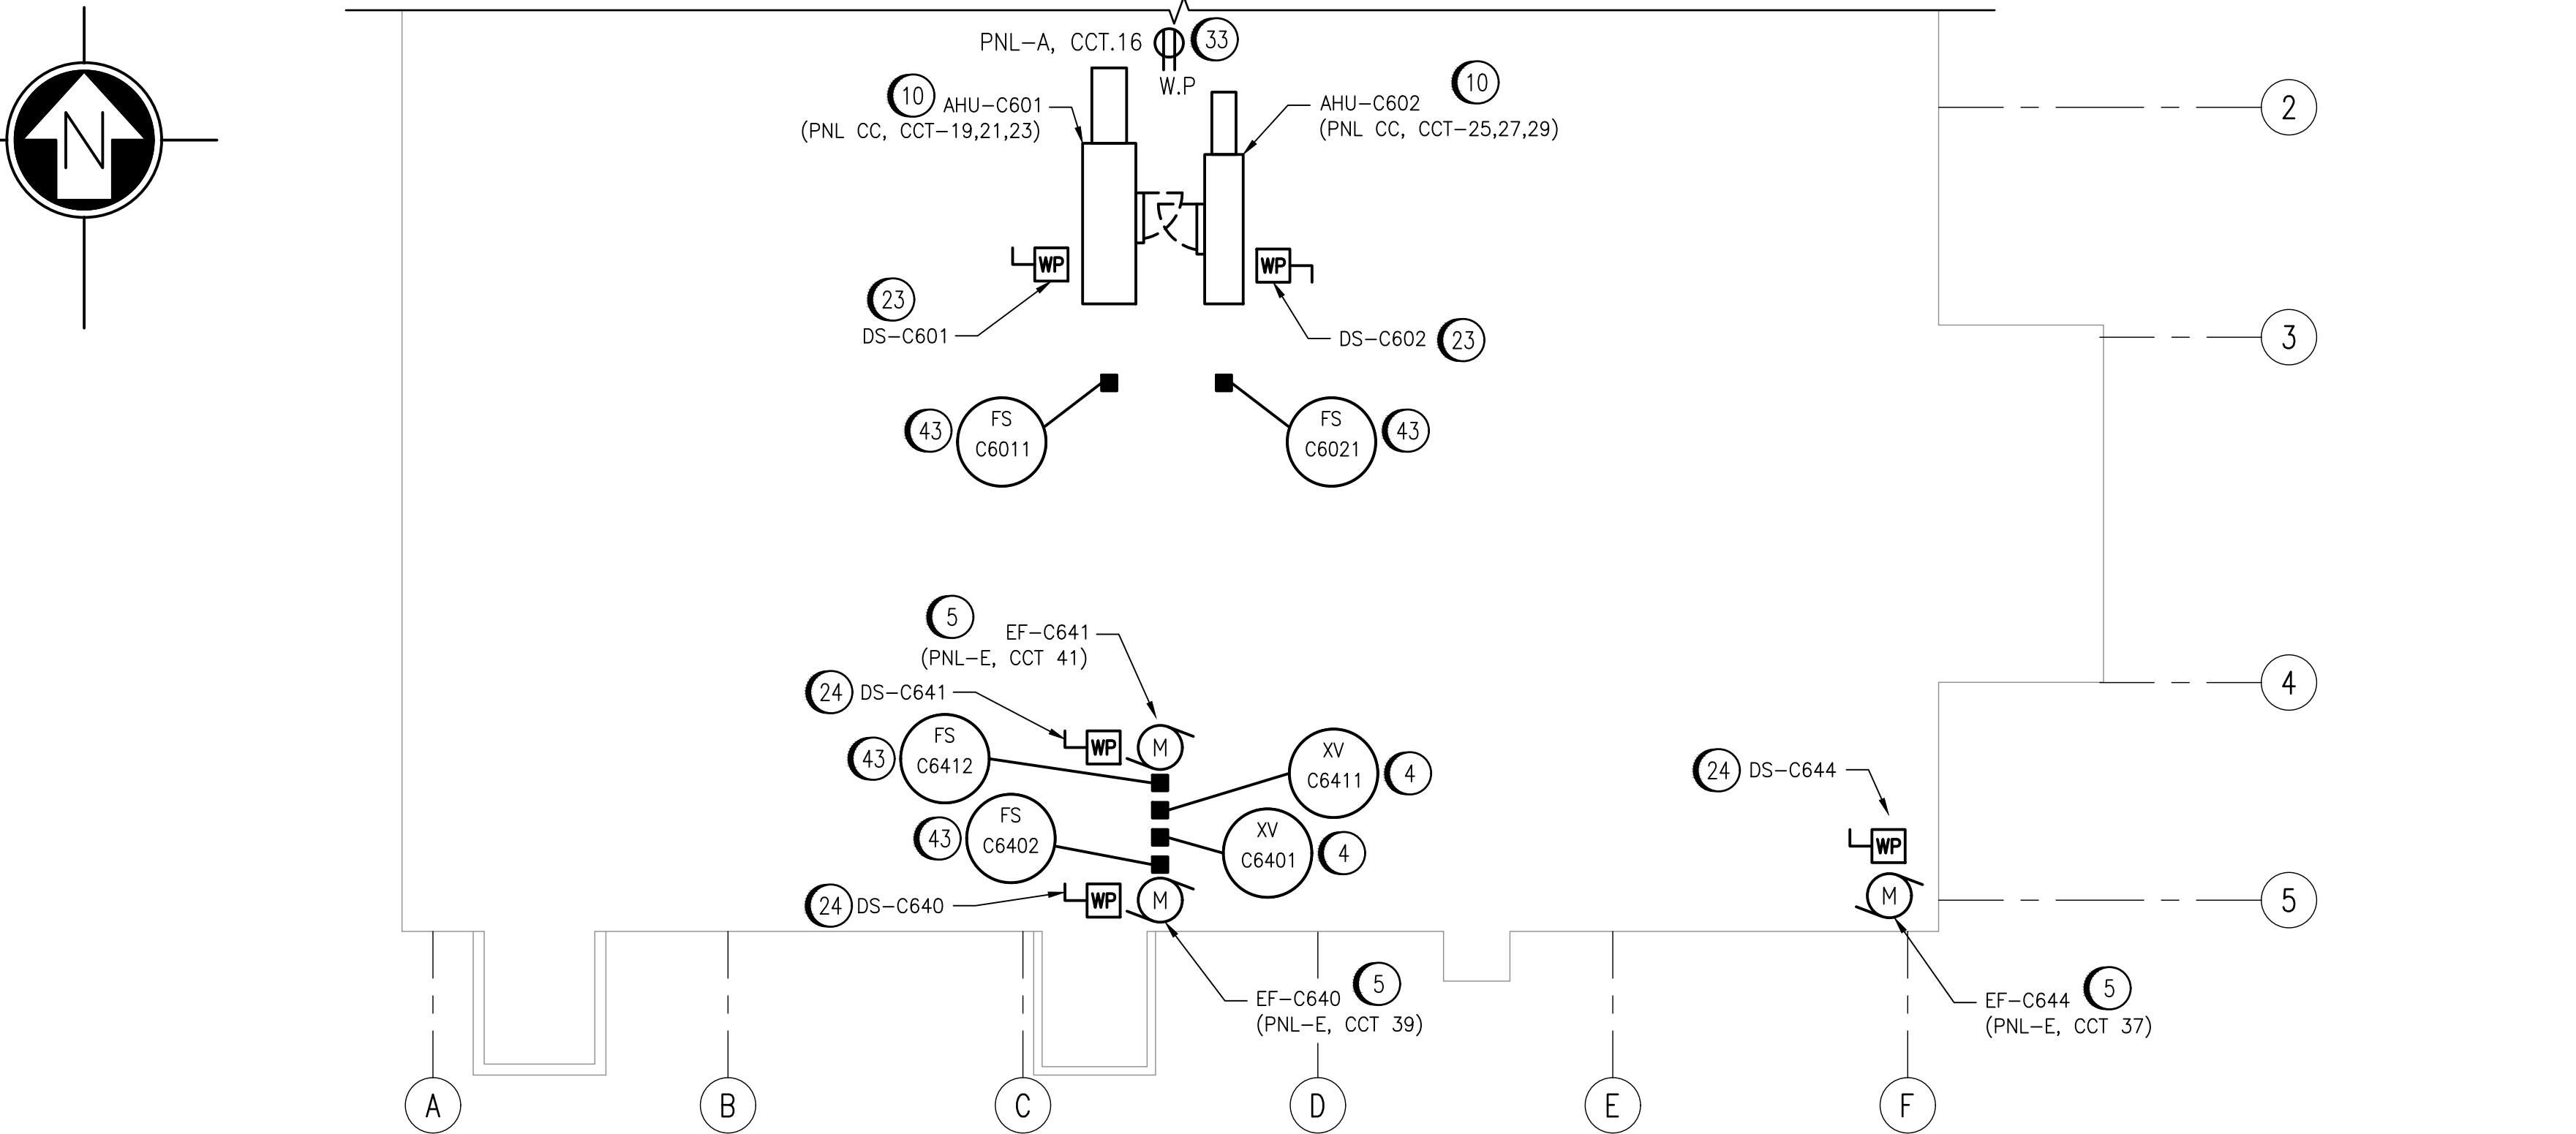 N
PNL-A, CCT.16
33
W.P
10
AHU-C601
(PNL CC, CCT-19,21,23)
10
AHU-C602
(PNL CC, CCT-25,27,29)
2
WP
WP
23
DS-C601
DS-C602
23
3
43
FS
C6011
FS
C6021
43
5
EF-C641
(PNL-E, CCT 41)
24
DS-C641
4
WP
M
43
FS
C6412
XV
C6411
4
24
DS-C644
43
FS
C6402
XV
C6401
4
WP
24
DS-C640
WP
M
M
5
EF-C640
5
(PNL-E, CCT 39)
EF-C644
5
(PNL-E, CCT 37)
A
B
C
D
E
F